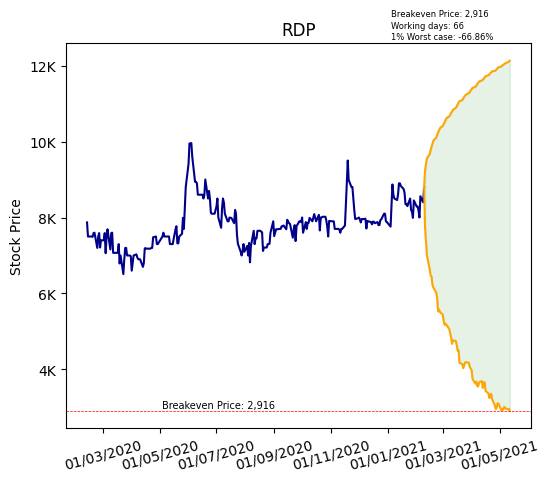 Breakeven Price: 2,916
Working days: 66
1% Worst case: -66.86%
RDP
12K
10K
8K
6K
4K
Stock Price
Breakeven Price: 2,916
01/03/2020 01/05/2020 01/07/2020 01/09/2020 01/11/2020 01/01/2021 01/03/2021 01/05/2021